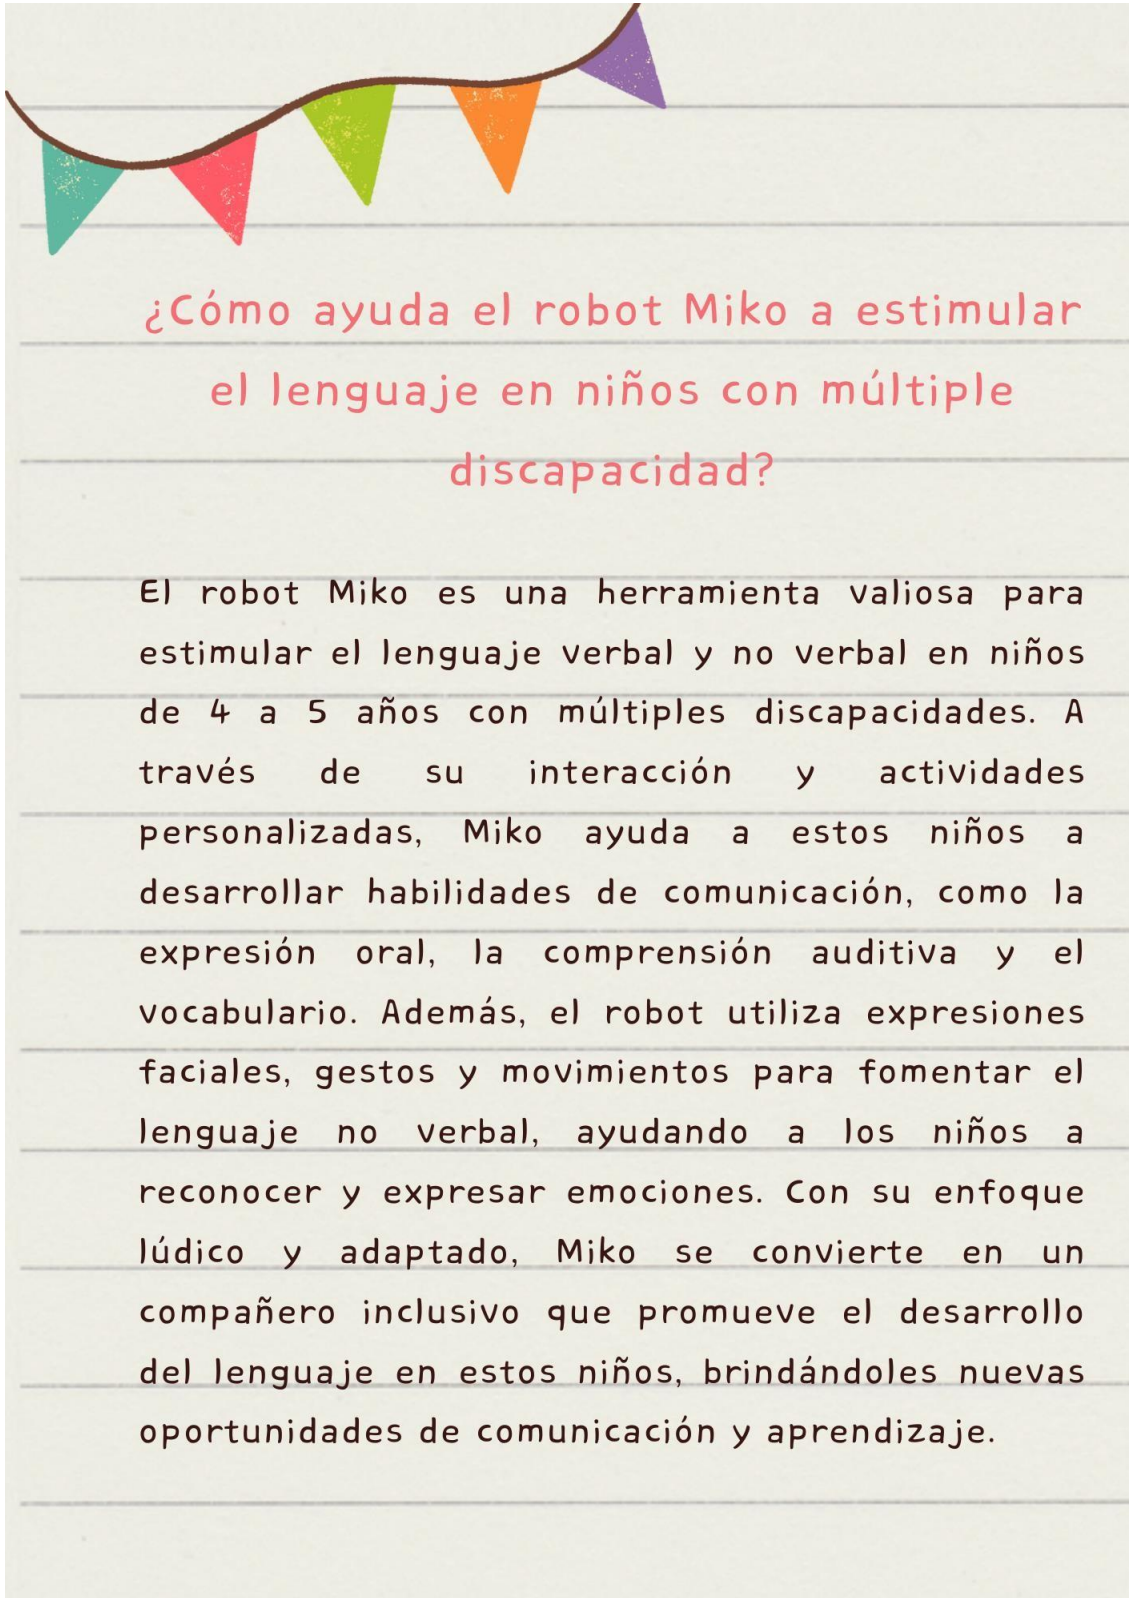 ¿Cómo ayuda el robot Miko a estimular
el lenguaje en niños con múltiple
discapacidad?
El robot Miko es una herramienta valiosa para
estimular el lenguaje verbal y no verbal en niños
de 4 a 5 años con múltiples discapacidades. A
través de su interacción y actividades
personalizadas, Miko ayuda a estos niños a
desarrollar habilidades de comunicación, como la
expresión oral, la comprensión auditiva y el
vocabulario. Además, el robot utiliza expresiones
faciales, gestos y movimientos para fomentar el
lenguaje no verbal, ayudando a los niños a
reconocer y expresar emociones. Con su enfoque
lúdico y adaptado, Miko se convierte en un
compañero inclusivo que promueve el desarrollo
del lenguaje en estos niños, brindándoles nuevas
oportunidades de comunicación y aprendizaje.